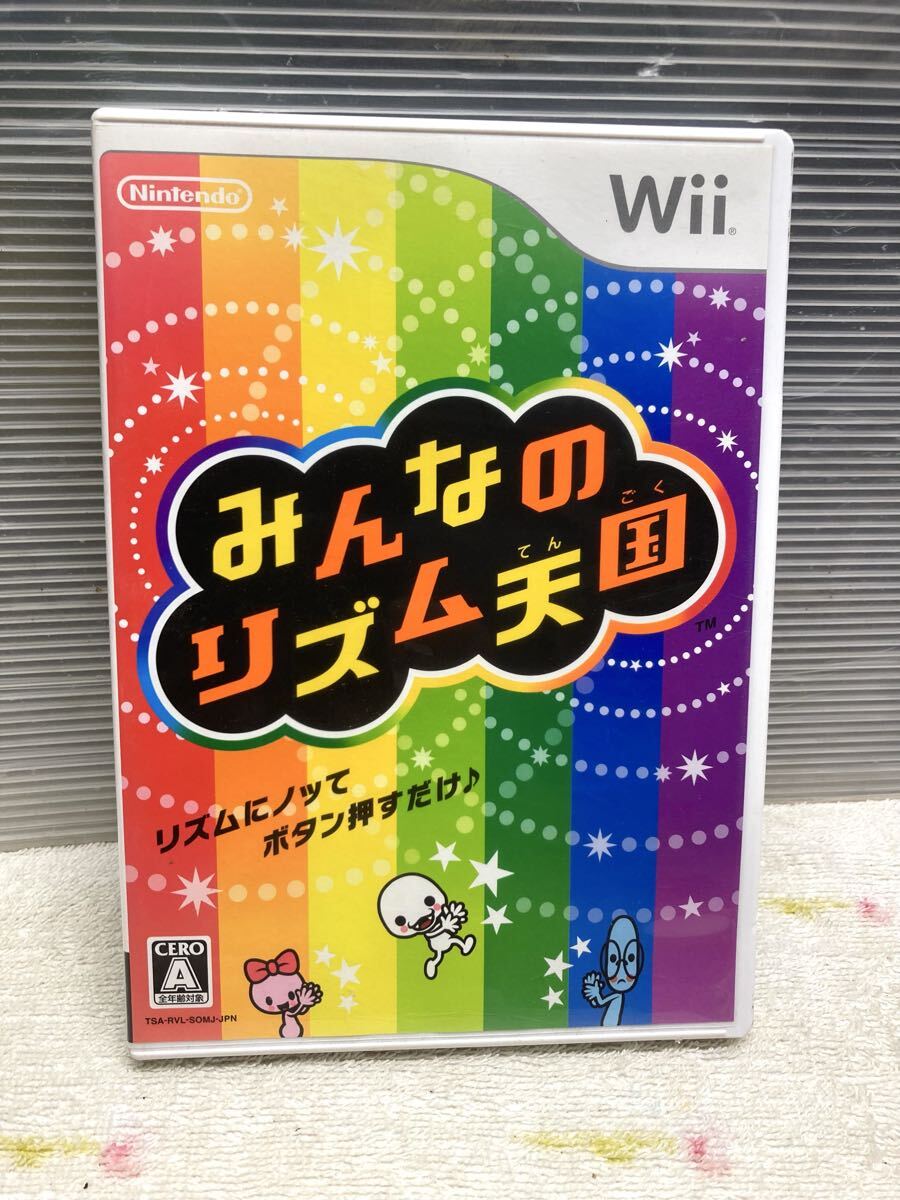 Nintendo®
Wii®
みんなの
リズム天国
てん
ごく
TM
リズムにノッて
ボタン押すだけ♪
CERO
A
全年齢対象
TSA-RVL-SOMJ-JPN